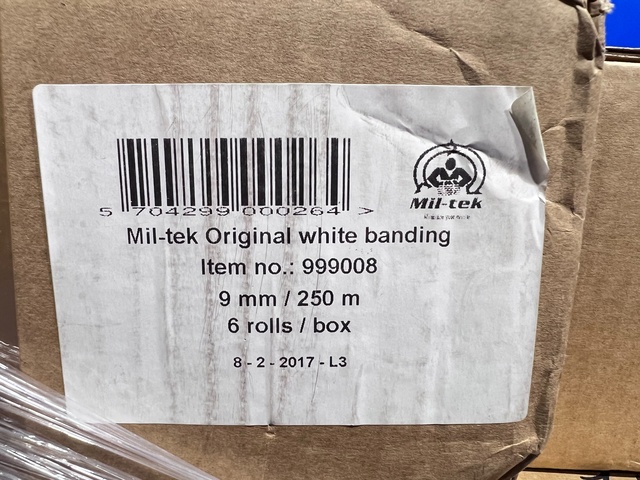 5 704299 000264 >
Mil-tek
Mil-tek Original white banding
Item no.: 999008
9 mm / 250 m
6 rolls / box
8 - 2 - 2017 - L3